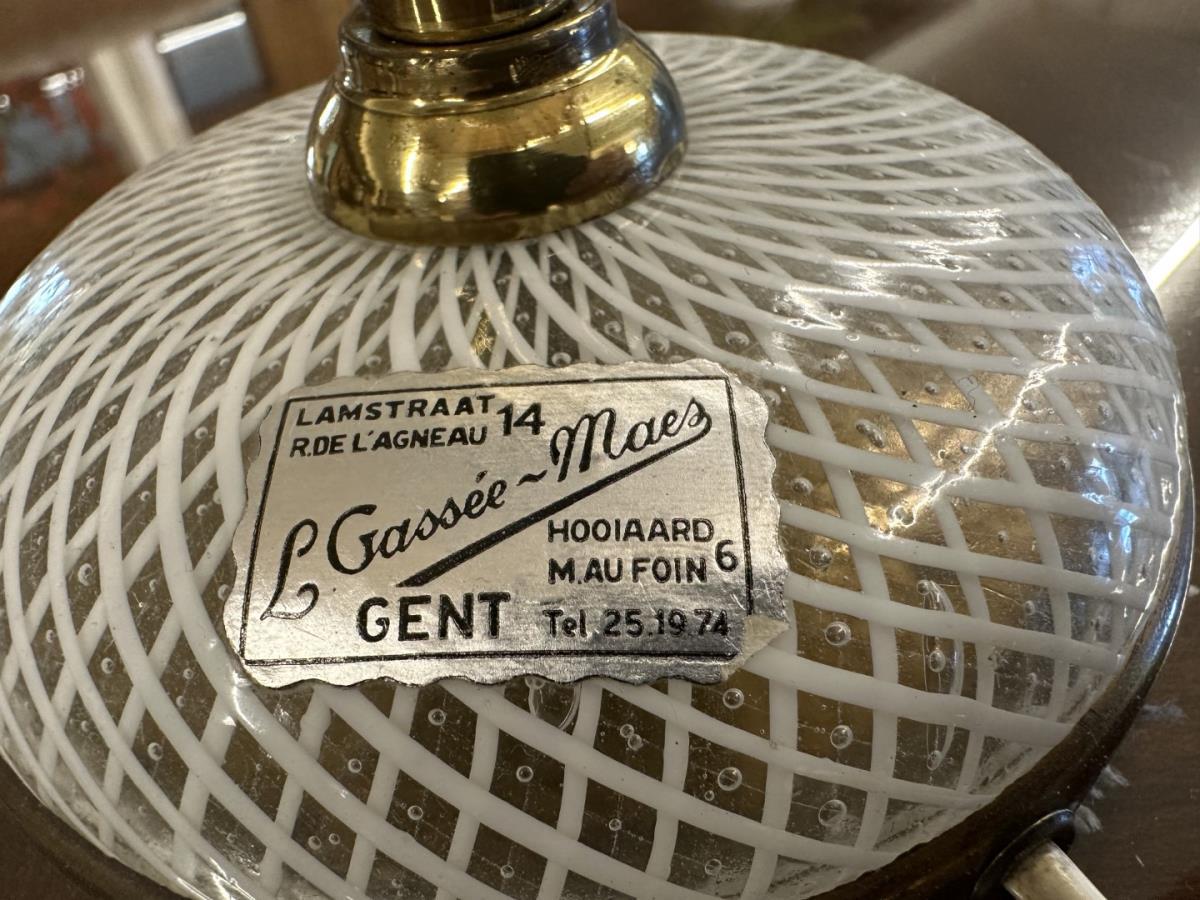 LAMSTRAAT 14
R.DE L'AGNEAU
L Gassée~Maes
HOOIAARD 6
M.AU FOIN
GENT Tel 25.19.74